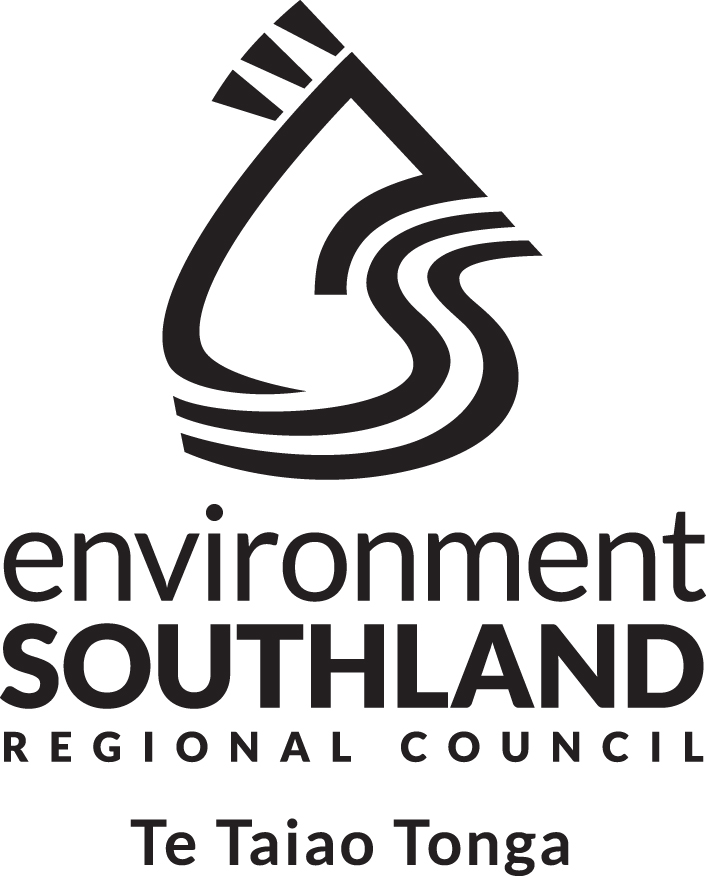 environment
SOUTHLAND
REGIONAL COUNCIL
Te Taiao Tonga